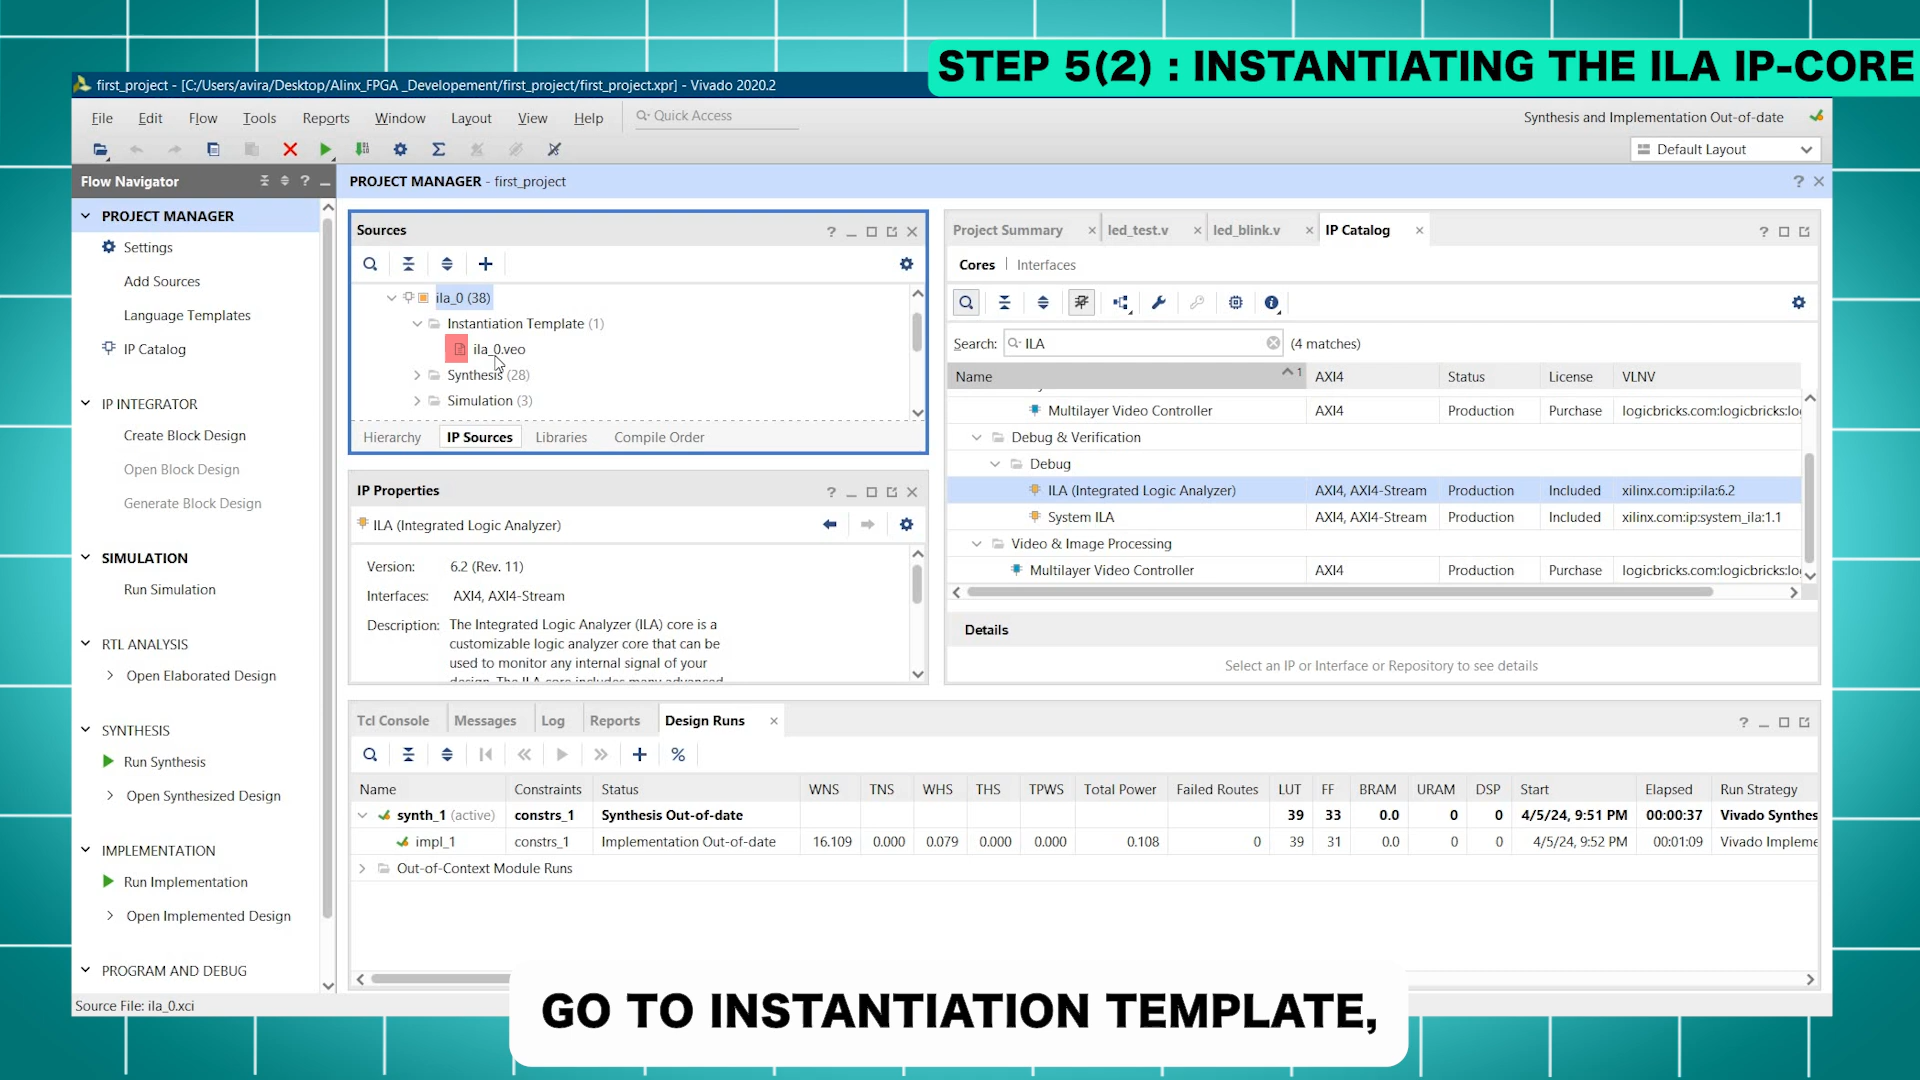 STEP 5(2) : INSTANTIATING THE ILA IP-CORE
first_project - [C:/Users/avira/Desktop/Alinx_FPGA _Developement/first_project/first_project.xpr] - Vivado 2020.2
File Edit Flow Tools Reports Window Layout View Help Quick Access
Synthesis and Implementation Out-of-date
Default Layout
Flow Navigator
PROJECT MANAGER - first_project
PROJECT MANAGER
Settings
Add Sources
Language Templates
IP Catalog
IP INTEGRATOR
Create Block Design
Open Block Design
Generate Block Design
SIMULATION
Run Simulation
RTL ANALYSIS
Open Elaborated Design
SYNTHESIS
Run Synthesis
Open Synthesized Design
IMPLEMENTATION
Run Implementation
Open Implemented Design
PROGRAM AND DEBUG
Source File: ila_0.xci
Sources
ila_0 (38)
Instantiation Template (1)
ila_0.veo
Synthesis (28)
Simulation (3)
Hierarchy IP Sources Libraries Compile Order
IP Properties
ILA (Integrated Logic Analyzer)
Version: 6.2 (Rev. 11)
Interfaces: AXI4, AXI4-Stream
Description: The Integrated Logic Analyzer (ILA) core is a
customizable logic analyzer core that can be
used to monitor any internal signal of your
design. The ILA core includes many advanced
Project Summary led_test.v led_blink.v IP Catalog
Cores Interfaces
Search: ILA (4 matches)
Name 1 AXI4 Status License VLNV
Multilayer Video Controller AXI4 Production Purchase logicbricks.com:logicbricks:lo
Debug & Verification
Debug
ILA (Integrated Logic Analyzer) AXI4, AXI4-Stream Production Included xilinx.com:ip:ila:6.2
System ILA AXI4, AXI4-Stream Production Included xilinx.com:ip:system_ila:1.1
Video & Image Processing
Multilayer Video Controller AXI4 Production Purchase logicbricks.com:logicbricks:lo
Details
Select an IP or Interface or Repository to see details
Tcl Console Messages Log Reports Design Runs
Name Constraints Status WNS TNS WHS THS TPWS Total Power Failed Routes LUT FF BRAM URAM DSP Start Elapsed Run Strategy
synth_1 (active) constrs_1 Synthesis Out-of-date 39 33 0.0 0 0 4/5/24, 9:51 PM 00:00:37 Vivado Synthes
impl_1 constrs_1 Implementation Out-of-date 16.109 0.000 0.079 0.000 0.000 0.108 0 39 31 0.0 0 0 4/5/24, 9:52 PM 00:01:09 Vivado Impleme
Out-of-Context Module Runs
GO TO INSTANTIATION TEMPLATE,